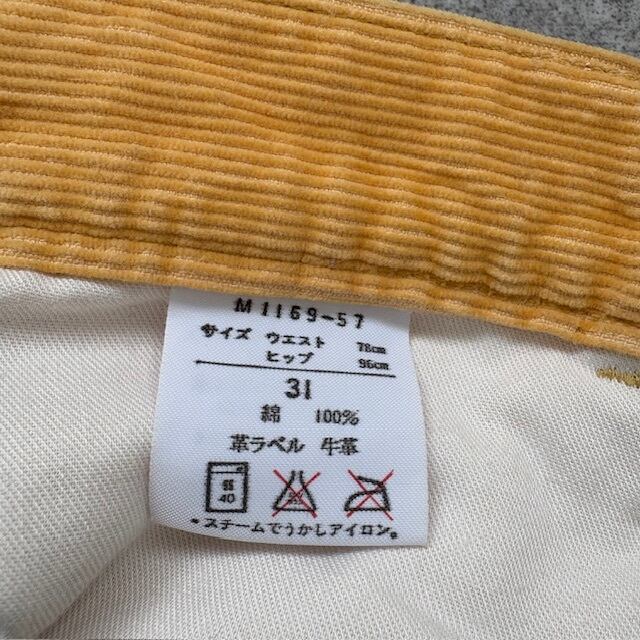 M1169-57
サイズ ウエスト 78cm
ヒップ 96cm
31
綿 100%
革ラベル 牛革
弱 40
*スチームでうかしアイロン。